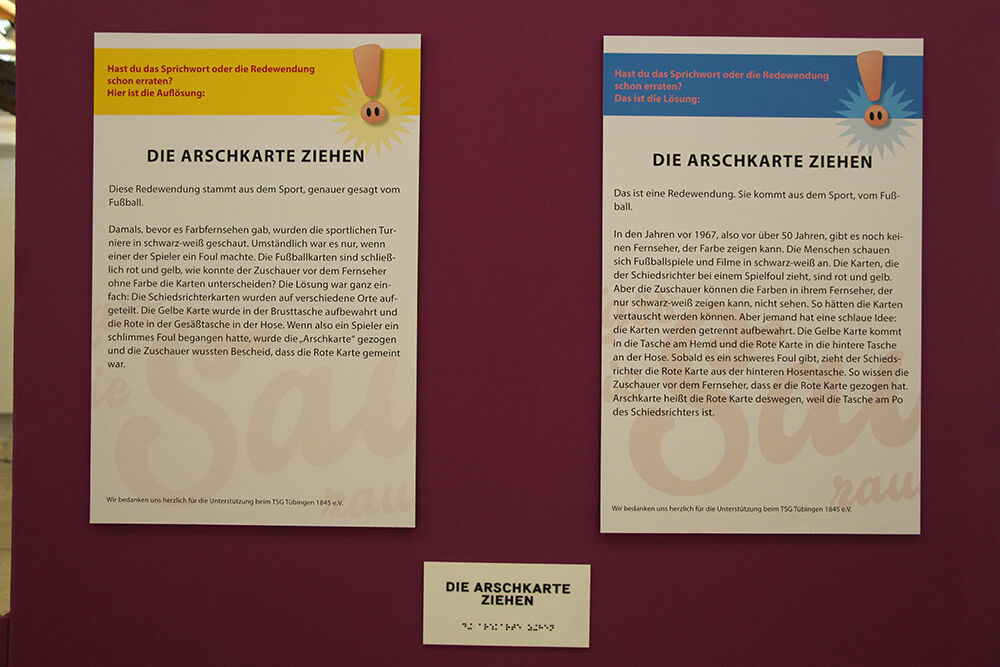 Hast du das Sprichwort oder die Redewendung
schon erraten?
Hier ist die Auflösung:
DIE ARSCHKARTE ZIEHEN
Diese Redewendung stammt aus dem Sport, genauer gesagt vom
Fußball.
Damals, bevor es Farbfernsehen gab, wurden die sportlichen Tur-
niere in schwarz-weiß geschaut. Umständlich war es nur, wenn
einer der Spieler ein Foul machte. Die Fußballkarten sind schließ-
lich rot und gelb, wie konnte der Zuschauer vor dem Fernseher
ohne Farbe die Karten unterscheiden? Die Lösung war ganz ein-
fach: Die Schiedsrichterkarten wurden auf verschiedene Orte auf-
geteilt. Die Gelbe Karte wurde in der Brusttasche aufbewahrt und
die Rote in der Gesäßtasche in der Hose. Wenn also ein Spieler ein
schlimmes Foul begangen hatte, wurde die „Arschkarte“ gezogen
und die Zuschauer wussten Bescheid, dass die Rote Karte gemeint
war.
die
Sau
raus
Wir bedanken uns herzlich für die Unterstützung beim TSG Tübingen 1845 e.V.
Hast du das Sprichwort oder die Redewendung
schon erraten?
Das ist die Lösung:
DIE ARSCHKARTE ZIEHEN
Das ist eine Redewendung. Sie kommt aus dem Sport, vom Fuß-
ball.
In den Jahren vor 1967, also vor über 50 Jahren, gibt es noch kei-
nen Fernseher, der Farbe zeigen kann. Die Menschen schauen
sich Fußballspiele und Filme in schwarz-weiß an. Die Karten, die
der Schiedsrichter bei einem Spielfoul zieht, sind rot und gelb.
Aber die Zuschauer können die Farben in ihrem Fernseher, der
nur schwarz-weiß zeigen kann, nicht sehen. So hätten die Karten
vertauscht werden können. Aber jemand hat eine schlaue Idee:
die Karten werden getrennt aufbewahrt. Die Gelbe Karte kommt
in die Tasche am Hemd und die Rote Karte in die hintere Tasche
an der Hose. Sobald es ein schweres Foul gibt, zieht der Schieds-
richter die Rote Karte aus der hinteren Hosentasche. So wissen die
Zuschauer vor dem Fernseher, dass er die Rote Karte gezogen hat.
Arschkarte heißt die Rote Karte deswegen, weil die Tasche am Po
des Schiedsrichters ist.
Sau
raus
Wir bedanken uns herzlich für die Unterstützung beim TSG Tübingen 1845 e.V.
DIE ARSCHKARTE
ZIEHEN